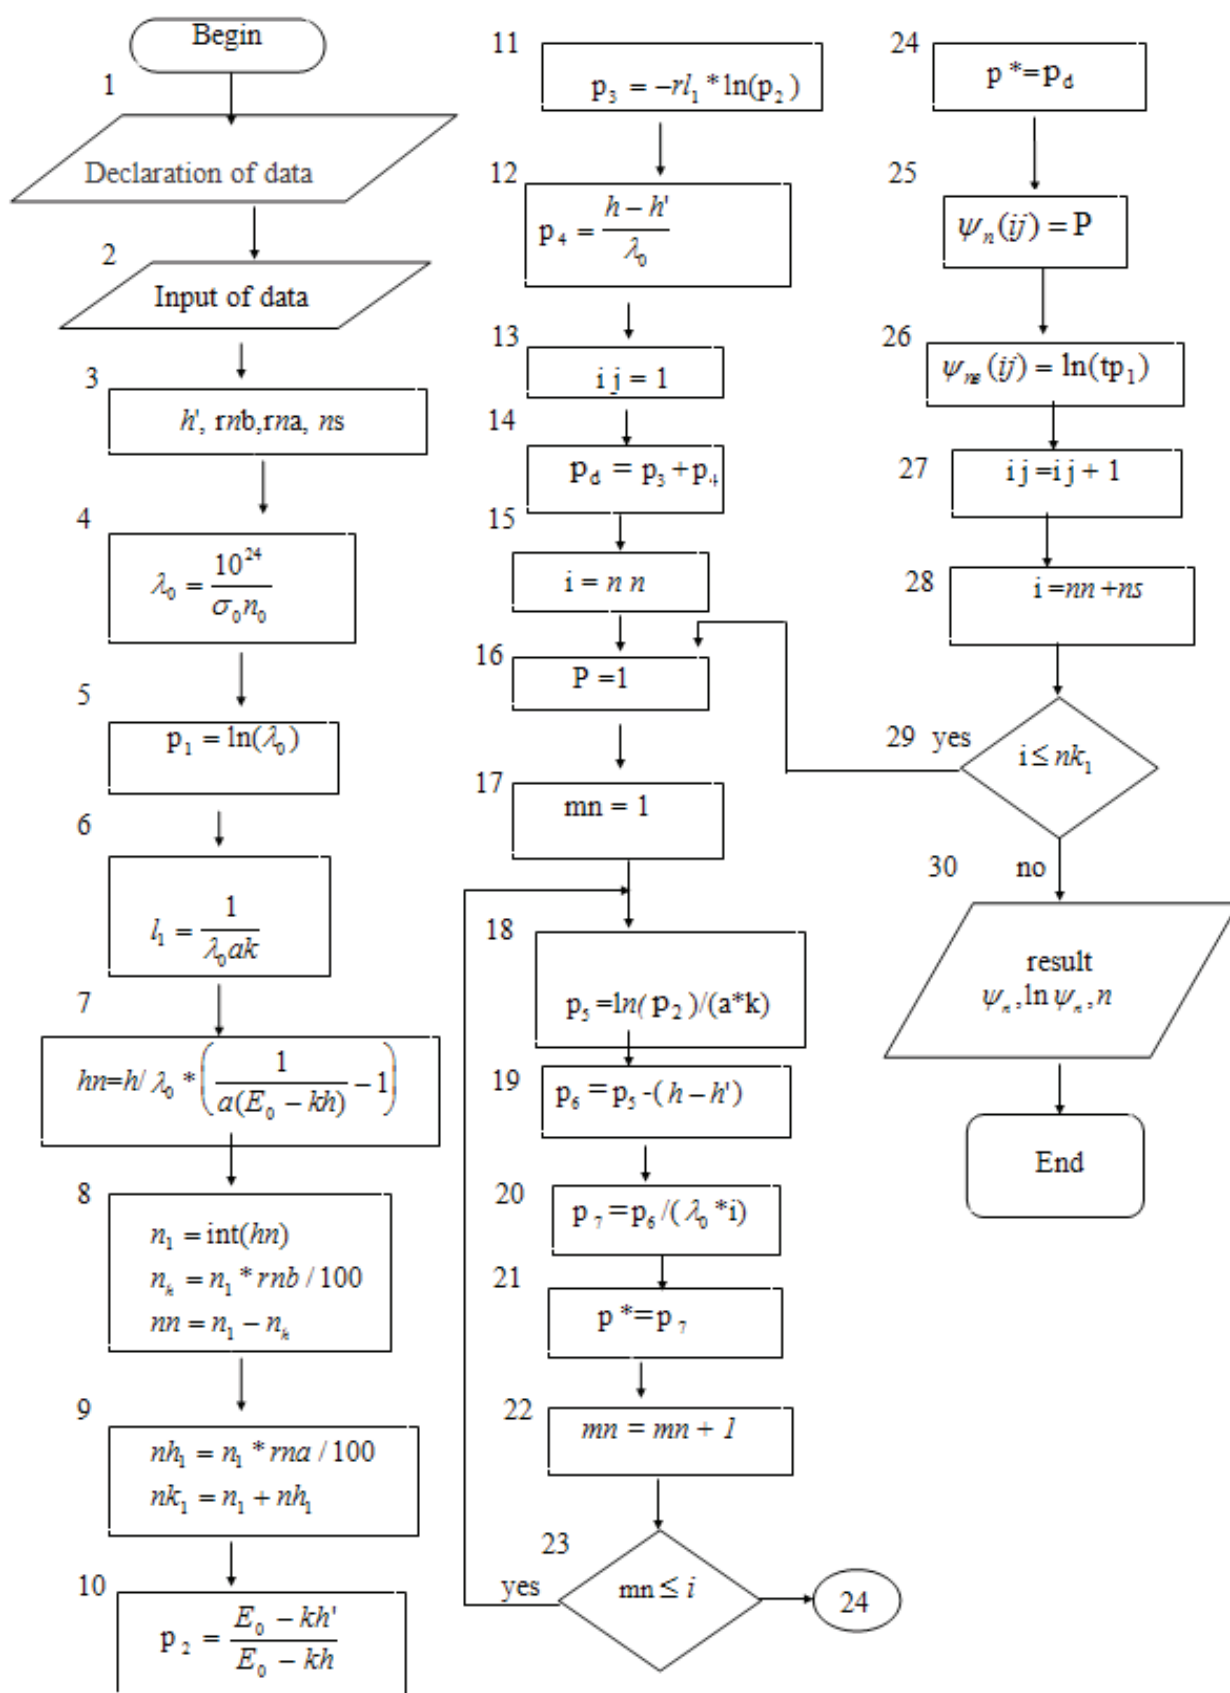 Begin
1
Declaration of data
2
Input of data
3
h', rnb,rna, ns
4
λ₀ = 10²⁴ / σ₀n₀
5
p₁ = ln(λ₀)
6
l₁ = 1 / λ₀ak
7
hn=h/ λ₀ * (1 / a(E₀ − kh) − 1)
8
n₁ = int(hn)
nₕ = n₁ * rnb / 100
nn = n₁ − nₕ
9
nh₁ = n₁ * rna / 100
nk₁ = n₁ + nh₁
10
p₂ = E₀ − kh' / E₀ − kh
11
p₃ = −rl₁ * ln(p₂)
12
p₄ = h − h' / λ₀
13
i j = 1
14
p_d = p₃ + p₄
15
i = n n
16
P =1
17
mn = 1
18
p₅ =ln( p₂ )/(a*k)
19
p₆ = p₅ -( h − h')
20
p₇ = p₆ /( λ₀ *i)
21
p *= p₇
22
mn = mn + 1
23
mn ≤ i
yes
24
24
p *= p_d
25
ψₙ(ij) = P
26
ψₙₛ(ij) = ln(tp₁)
27
i j =i j + 1
28
i =nn +ns
29 yes
i ≤ nk₁
30 no
result
ψₙ, ln ψₙ, n
End